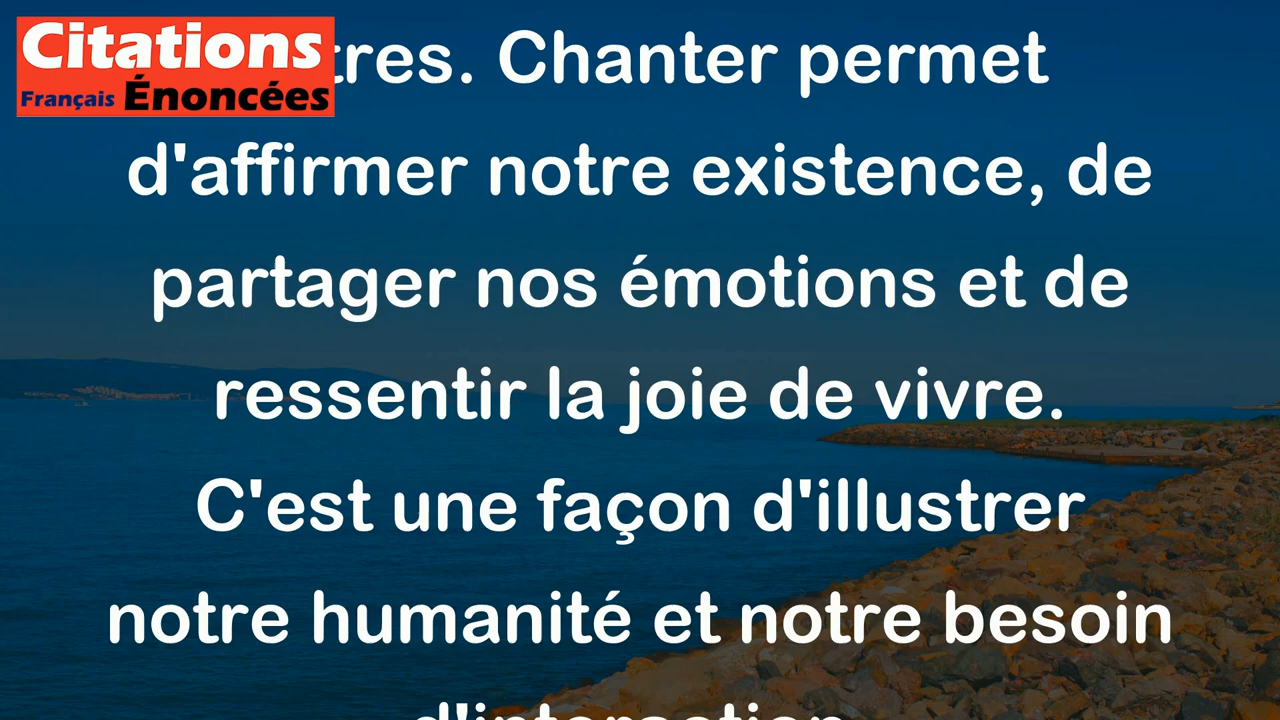 Citations
Français Énoncées
Chanter permet
d'affirmer notre existence, de
partager nos émotions et de
ressentir la joie de vivre.
C'est une façon d'illustrer
notre humanité et notre besoin